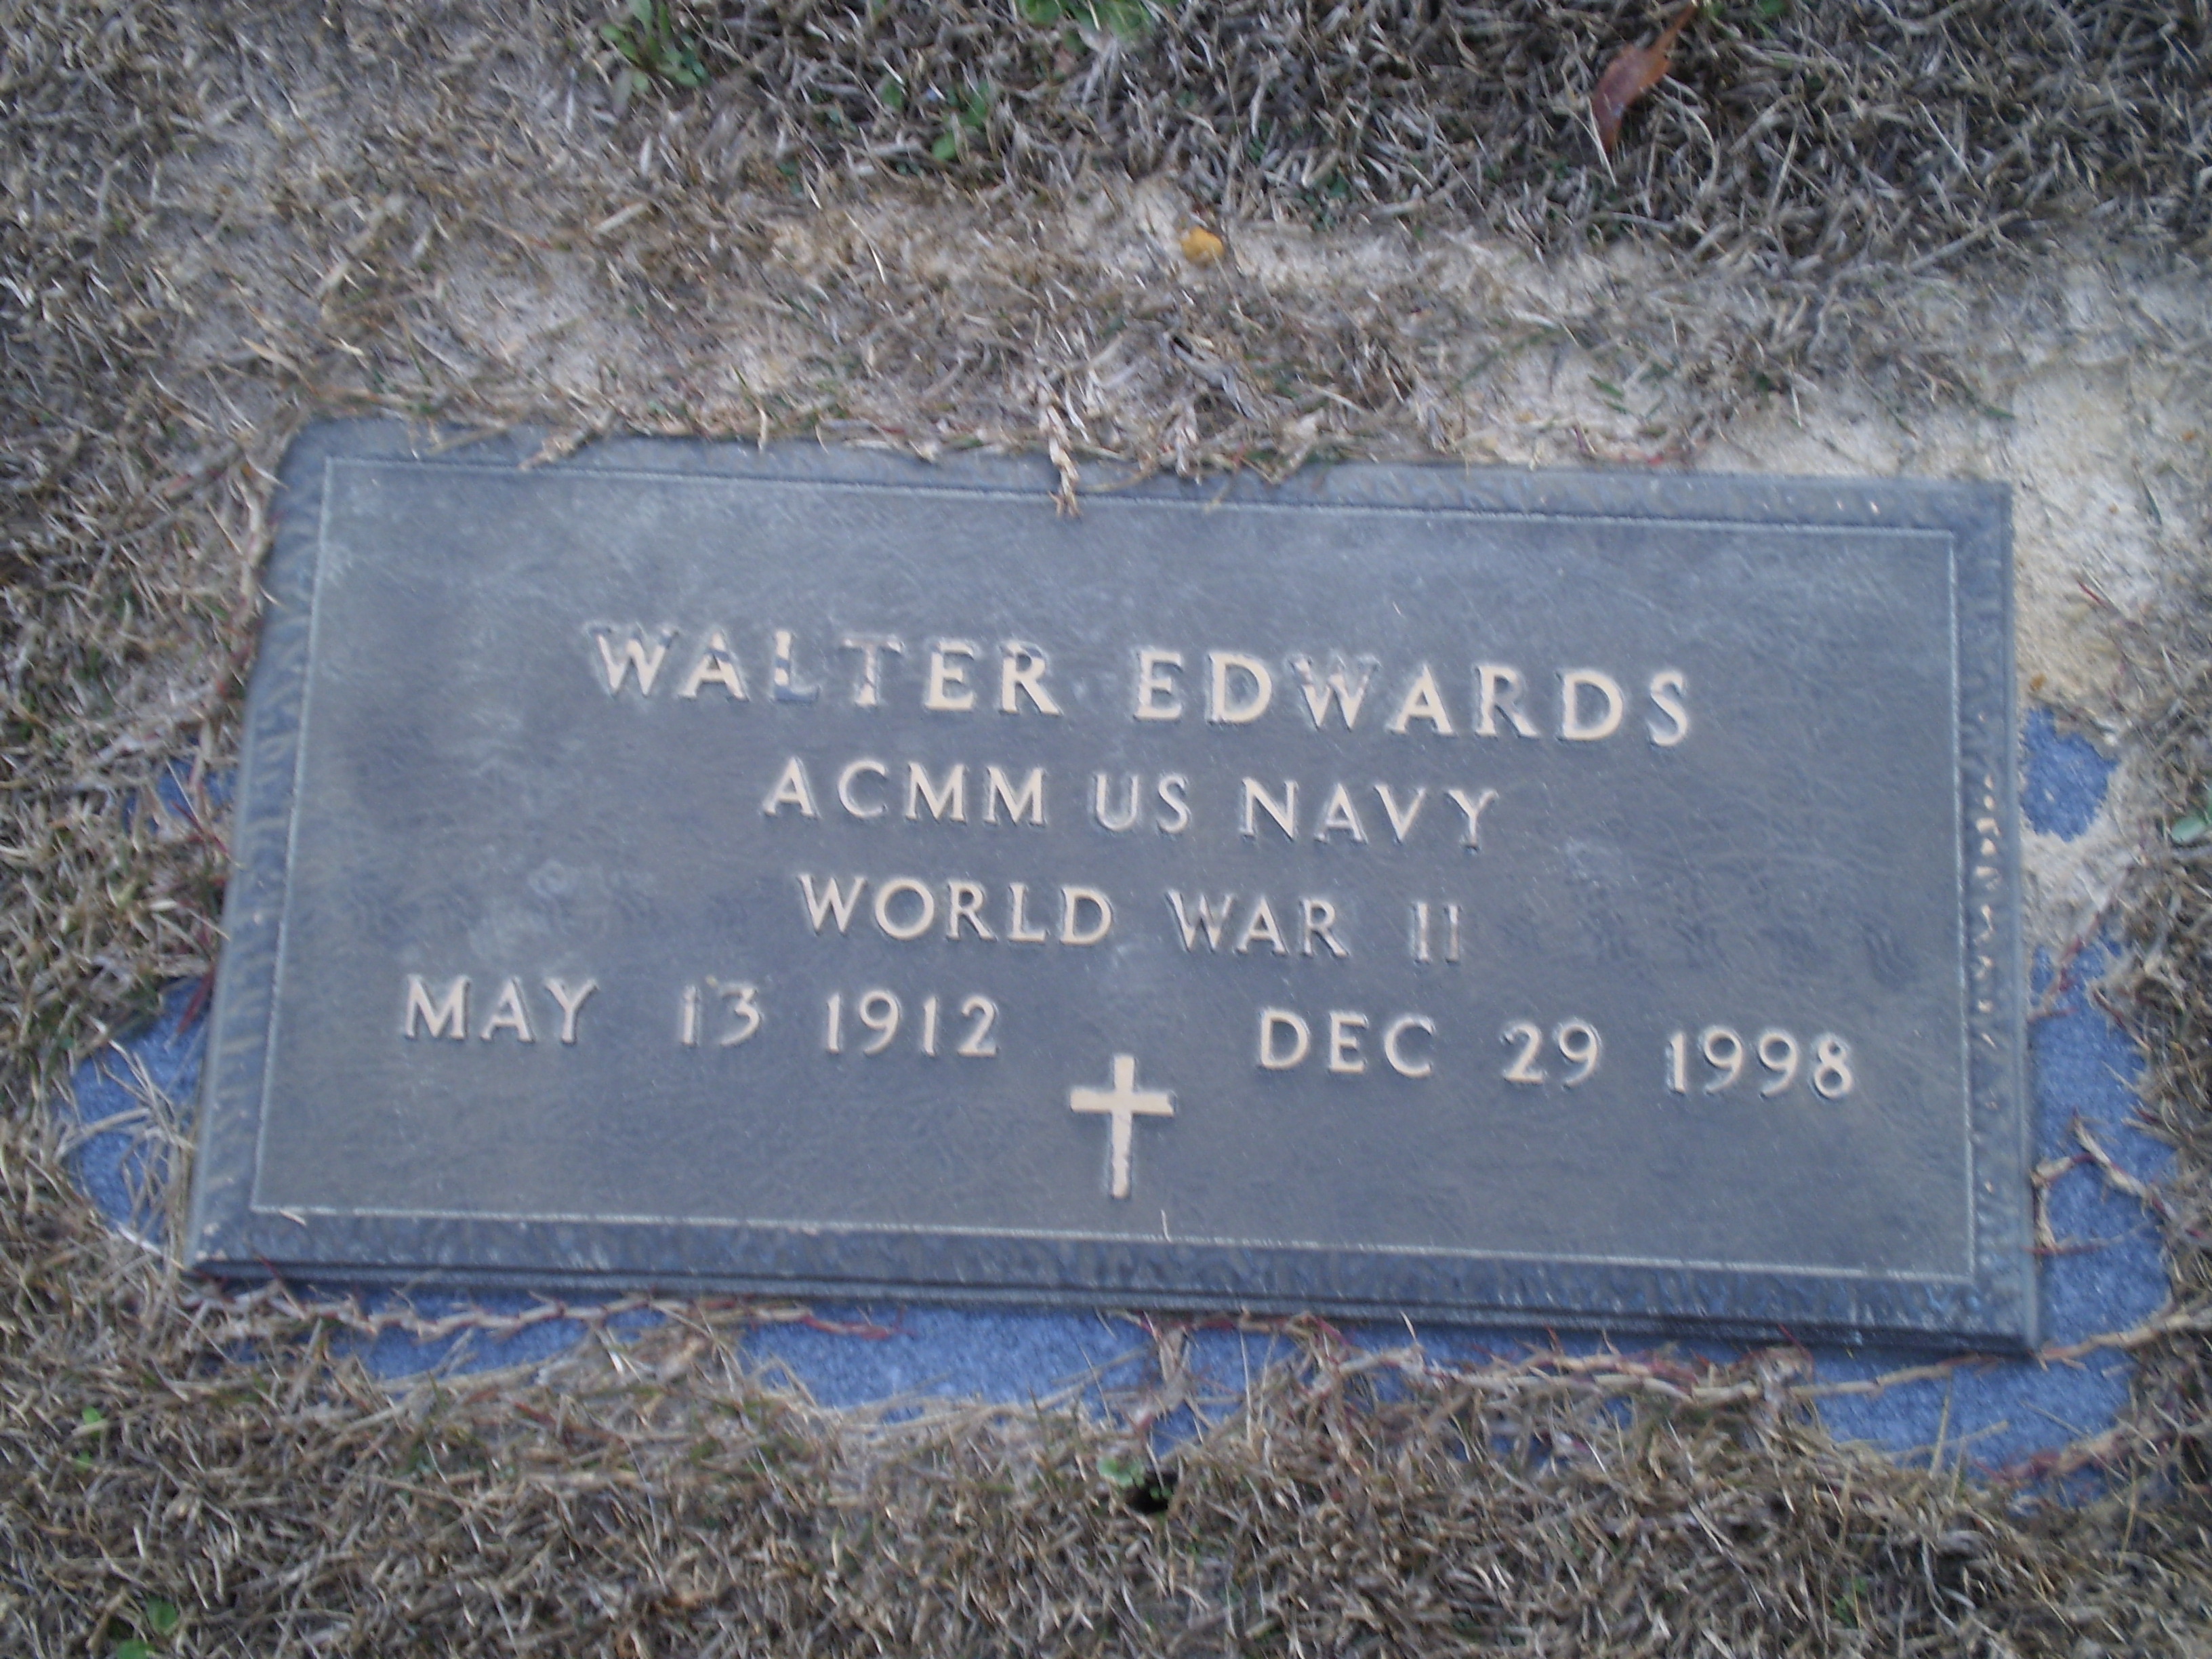 WALTER EDWARDS
ACMM US NAVY
WORLD WAR II
MAY 13 1912 DEC 29 1998